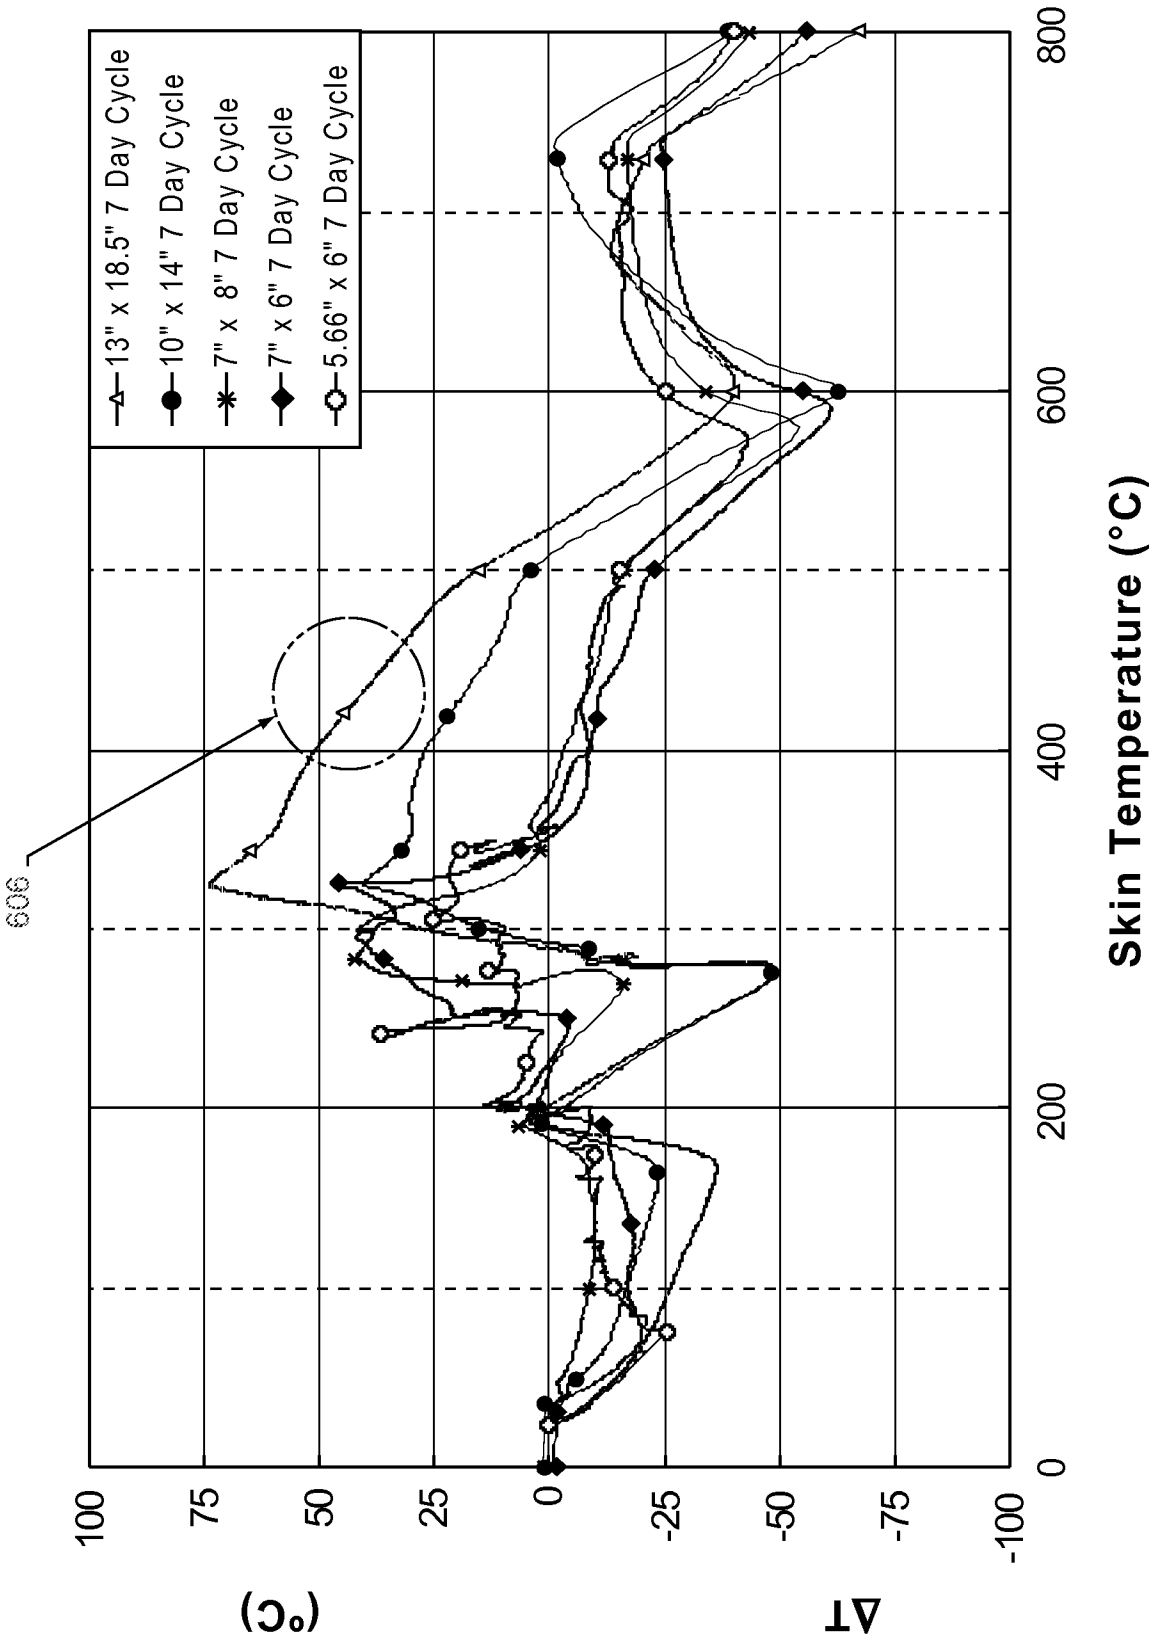 606
13" x 18.5" 7 Day Cycle
10" x 14" 7 Day Cycle
7" x 8" 7 Day Cycle
7" x 6" 7 Day Cycle
5.66" x 6" 7 Day Cycle
(°C)
ΔT
100
75
50
25
0
-25
-50
-75
-100
0
200
400
600
800
Skin Temperature (°C)